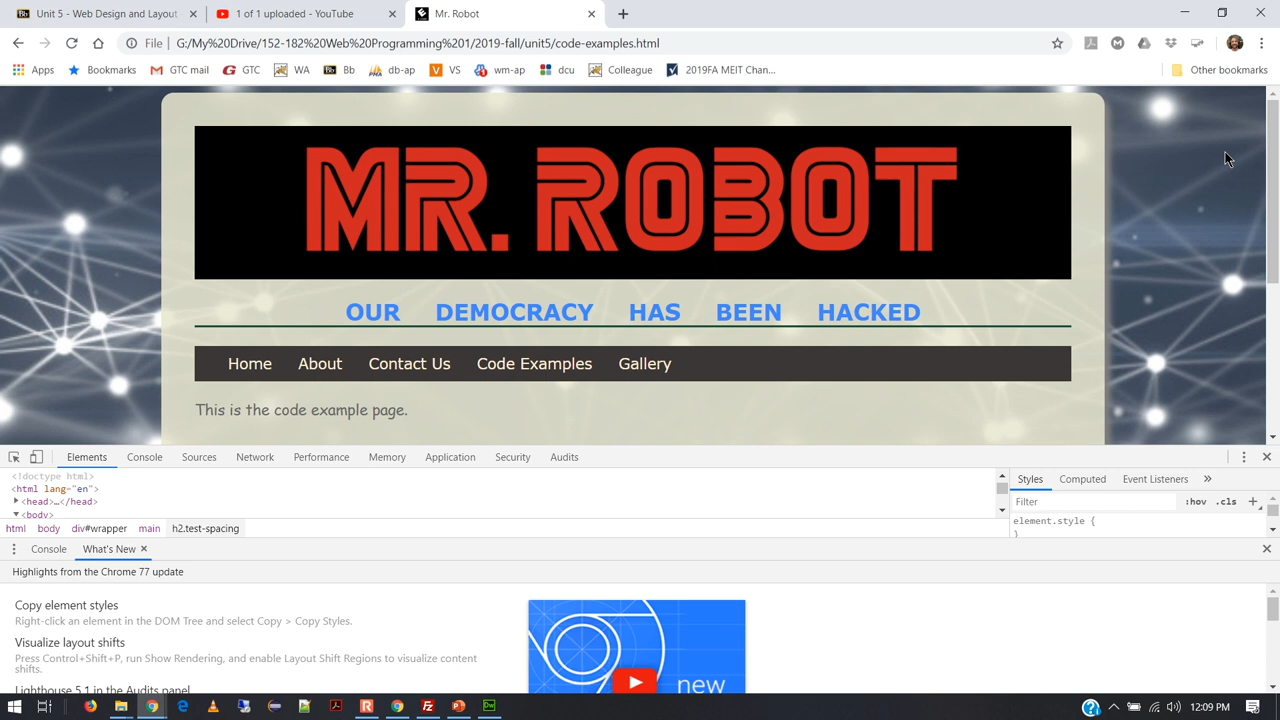 Unit 5 - Web Design and Layout
1 of 1 uploaded - YouTube
Mr. Robot
File
G:/My%20Drive/152-182%20Web%20Programming%201/2019-fall/unit5/code-examples.html
Apps
Bookmarks
GTC mail
GTC
WA
Bb
db-ap
VS
wm-ap
dcu
Colleague
2019FA MEIT Chan...
Other bookmarks
MR. ROBOT
OUR DEMOCRACY HAS BEEN HACKED
Home About Contact Us Code Examples Gallery
This is the code example page.
Elements Console Sources Network Performance Memory Application Security Audits
<!doctype html>
<html lang="en">
<head>…</head>
<body>
html body div#wrapper main h2.test-spacing
Styles Computed Event Listeners
Filter
:hov .cls
element.style {
}
Console What's New
Highlights from the Chrome 77 update
Copy element styles
Right-click an element in the DOM Tree and select Copy > Copy Styles.
Visualize layout shifts
Press Control+Shift+P, run Show Rendering, and enable Layout Shift Regions to visualize content
shifts.
Lighthouse 5.1 in the Audits panel
new
12:09 PM